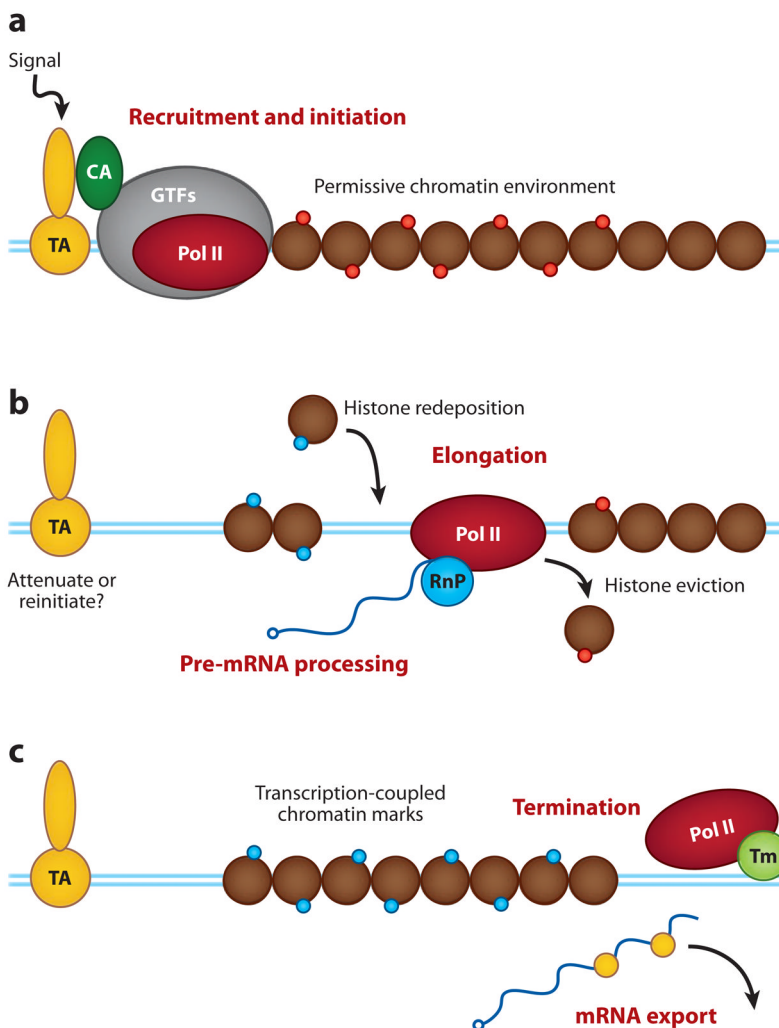 a
Signal
Recruitment and initiation
CA
GTFs
Permissive chromatin environment
TA
Pol II
b
Histone redeposition
Elongation
TA
Pol II
Attenuate or
reinitiate?
RnP
Histone eviction
Pre-mRNA processing
c
Transcription-coupled
chromatin marks
Termination
Pol II
TA
Tm
mRNA export